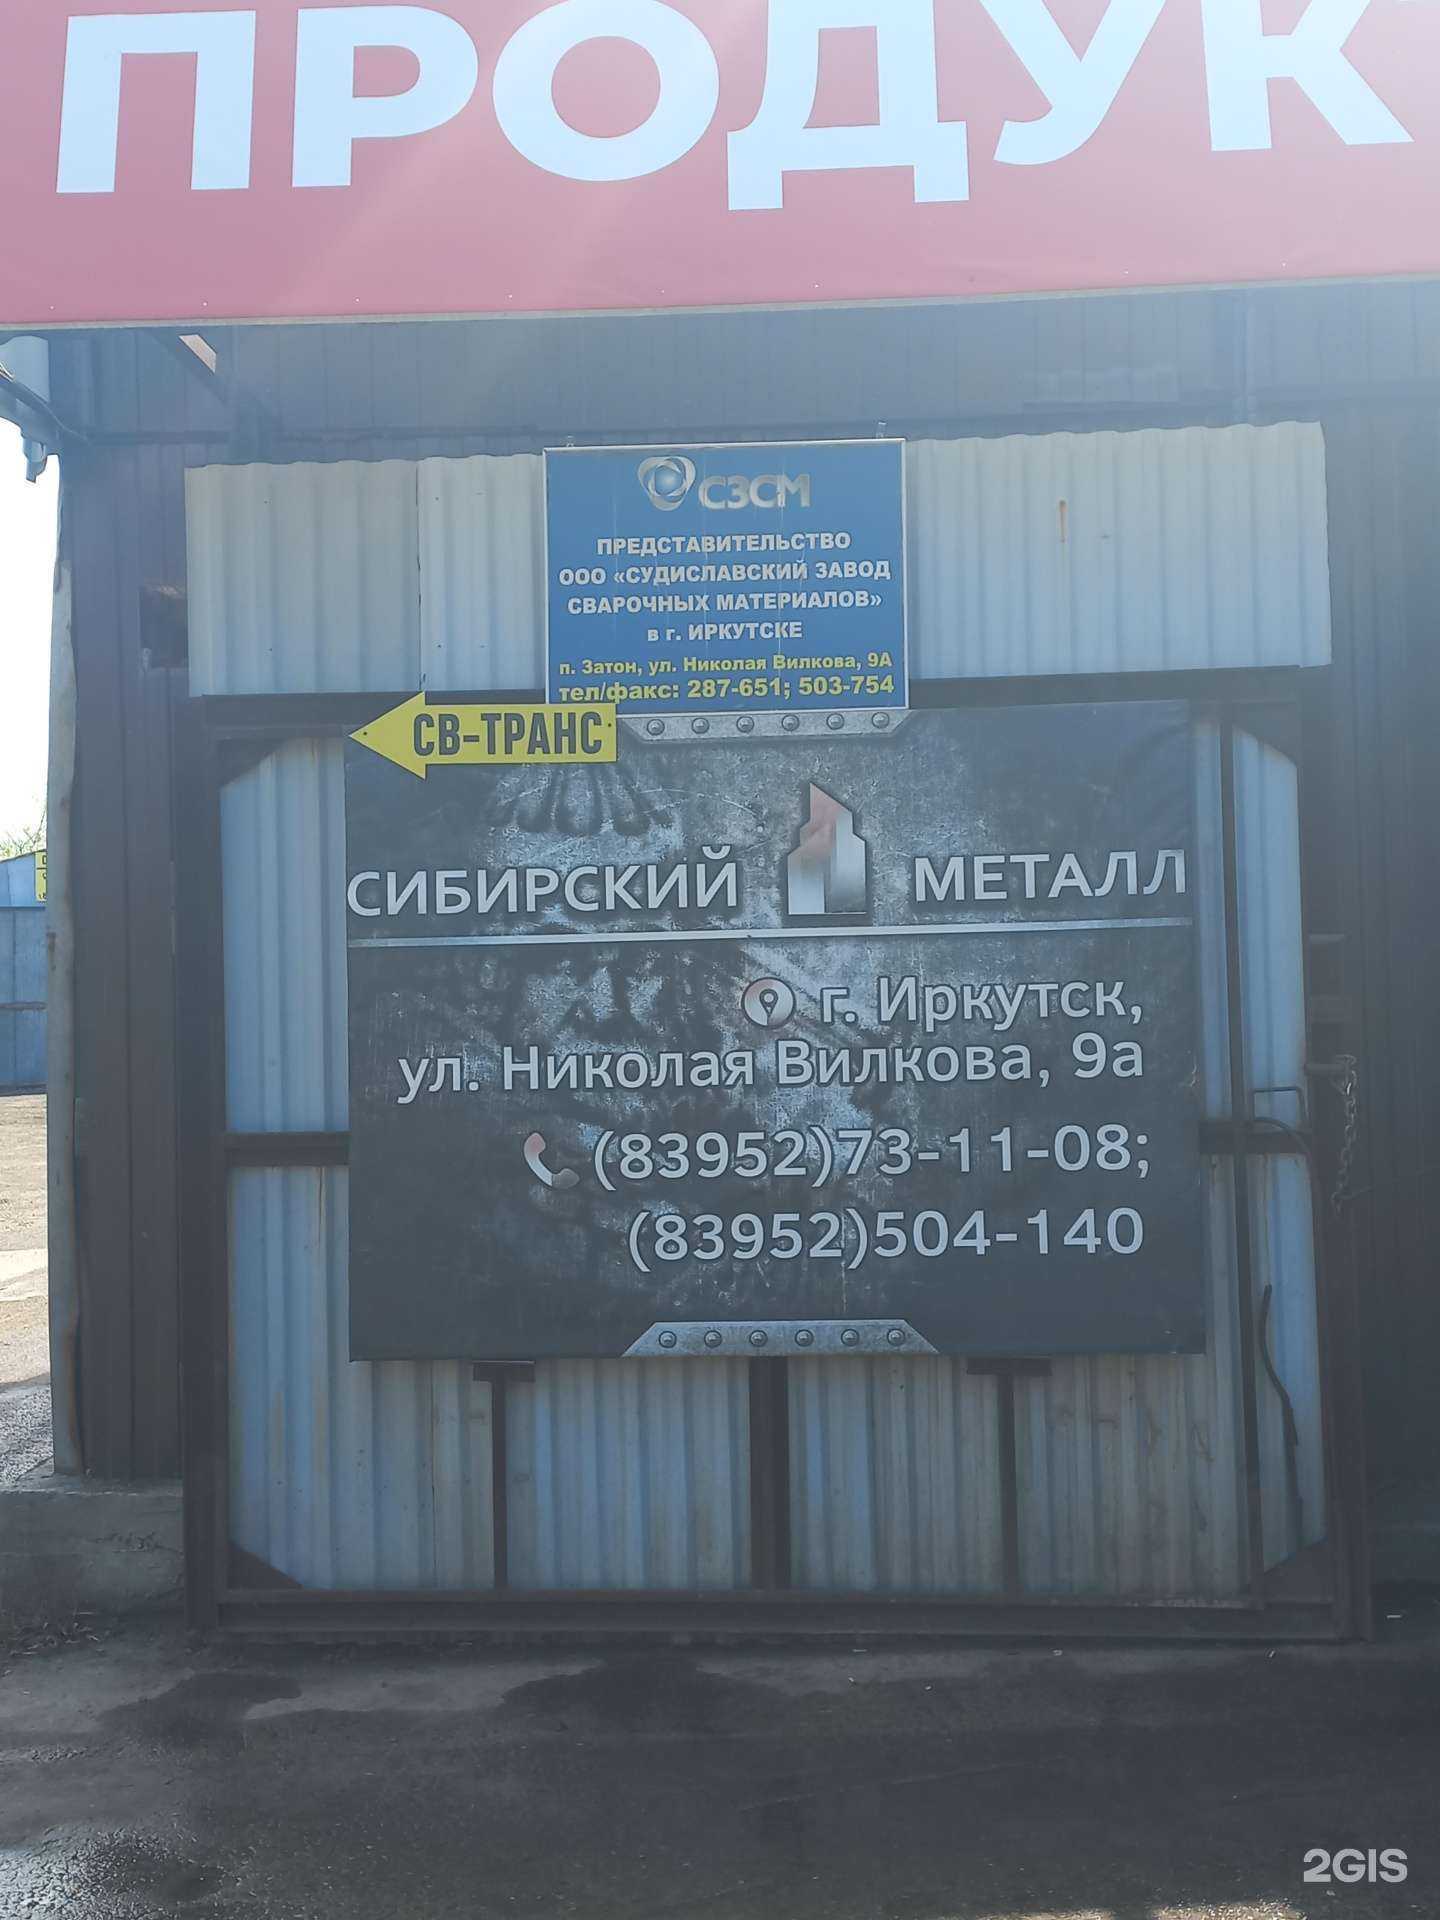 ПРОДУК
СЗСМ
ПРЕДСТАВИТЕЛЬСТВО
ООО «СУДИСЛАВСКИЙ ЗАВОД
СВАРОЧНЫХ МАТЕРИАЛОВ»
в г. ИРКУТСКЕ
п. Затон, ул. Николая Вилкова, 9А
тел/факс: 287-651; 503-754
СВ-ТРАНС
СИБИРСКИЙ МЕТАЛЛ
г. Иркутск,
ул. Николая Вилкова, 9а
(83952)73-11-08;
(83952)504-140
2GIS